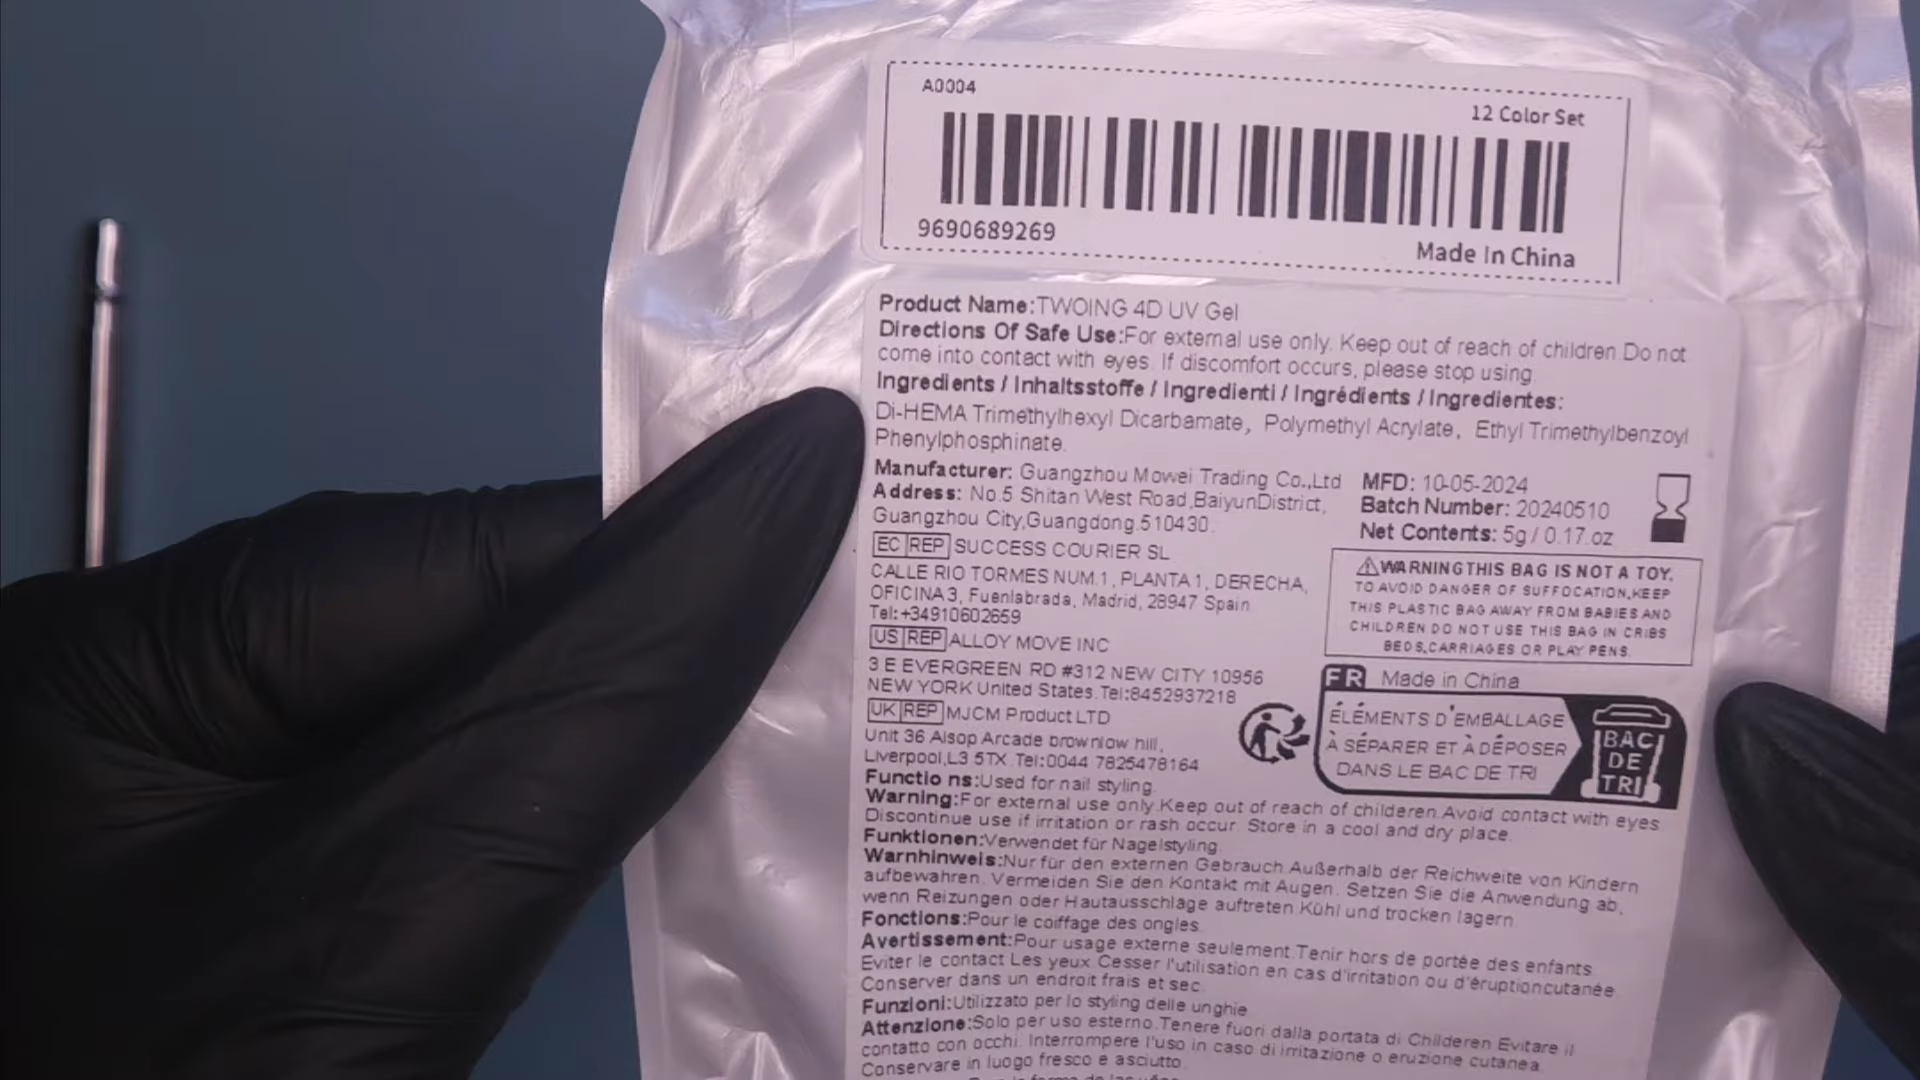 A0004
12 Color Set
9690689269
Made In China
Product Name:TWOING 4D UV Gel
Directions Of Safe Use:For external use only. Keep out of reach of children.Do not
come into contact with eyes. If discomfort occurs, please stop using.
Ingredients / Inhaltsstoffe / Ingredienti / Ingrédients / Ingredientes:
Di-HEMA Trimethylhexyl Dicarbamate, Polymethyl Acrylate, Ethyl Trimethylbenzoyl
Phenylphosphinate.
Manufacturer: Guangzhou Mowei Trading Co.,Ltd
Address: No.5 Shitan West Road,BaiyunDistrict,
Guangzhou City,Guangdong.510430.
MFD: 10-05-2024
Batch Number: 20240510
Net Contents: 5g / 0.17.oz
EC REP SUCCESS COURIER SL
CALLE RIO TORMES NUM.1, PLANTA 1, DERECHA,
OFICINA 3, Fuenlabrada, Madrid, 28947 Spain
Tel:+34910602659
US REP ALLOY MOVE INC
3 E EVERGREEN RD #312 NEW CITY 10956
NEW YORK United States.Tel:8452937218
UK REP MJCM Product LTD
Unit 36 Alsop Arcade brownlow hill,
Liverpool,L3 5TX .Tel:0044 7825478164
WARNING THIS BAG IS NOT A TOY.
TO AVOID DANGER OF SUFFOCATION,KEEP
THIS PLASTIC BAG AWAY FROM BABIES AND
CHILDREN DO NOT USE THIS BAG IN CRIBS
BEDS,CARRIAGES OR PLAY PENS.
FR Made in China
ÉLÉMENTS D'EMBALLAGE
À SÉPARER ET À DÉPOSER
DANS LE BAC DE TRI
BAC
DE
TRI
Functio ns:Used for nail styling.
Warning:For external use only.Keep out of reach of childeren.Avoid contact with eyes
Discontinue use if irritation or rash occur. Store in a cool and dry place.
Funktionen:Verwendet für Nagelstyling
Warnhinweis:Nur für den externen Gebrauch.Außerhalb der Reichweite von Kindern
aufbewahren. Vermeiden Sie den Kontakt mit Augen. Setzen Sie die Anwendung ab,
wenn Reizungen oder Hautausschläge auftreten.Kühl und trocken lagern.
Fonctions:Pour le coiffage des ongles.
Avertissement:Pour usage externe seulement.Tenir hors de portée des enfants
Eviter le contact Les yeux Cesser l'utilisation en cas d'irritation ou d'éruptioncutanée
Conserver dans un endroit frais et sec.
Funzioni:Utilizzato per lo styling delle unghie
Attenzione:Solo per uso esterno.Tenere fuori dalla portata di Childeren Evitare il
contatto con occhi. Interrompere l'uso in caso di irritazione o eruzione cutanea.
Conservare in luogo fresco e asciutto.